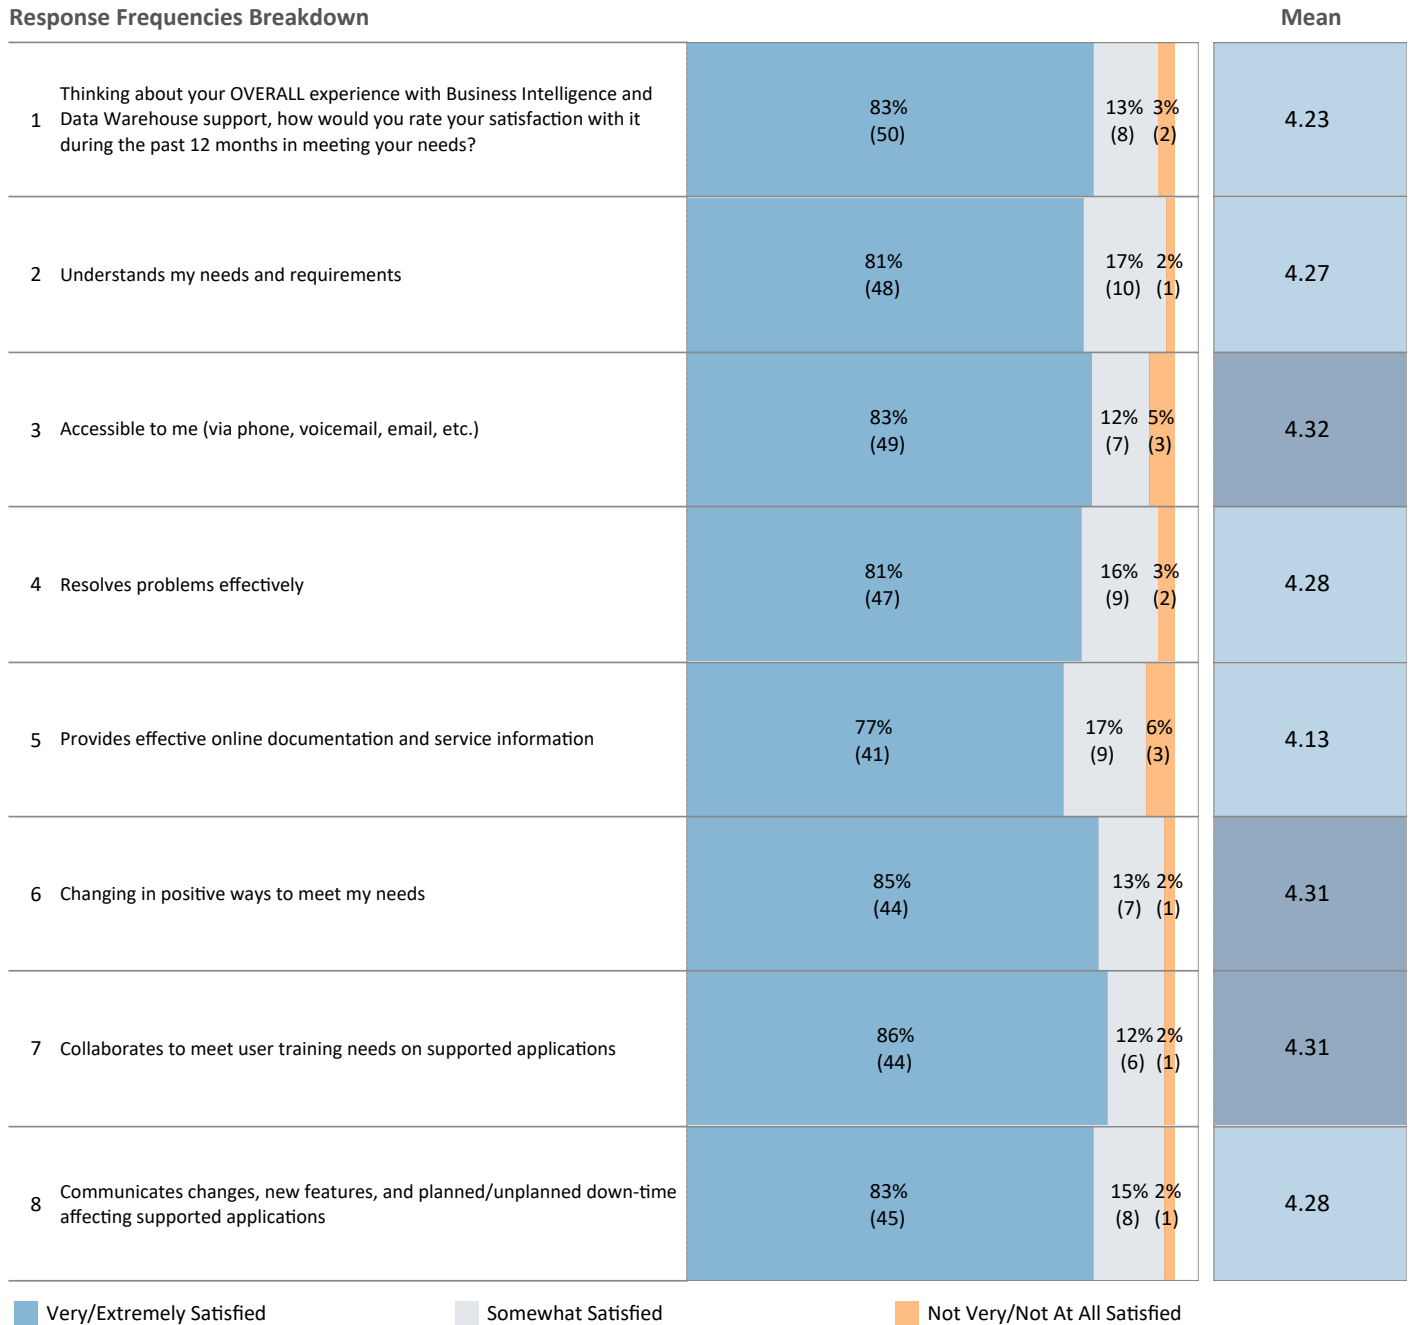 Response Frequencies Breakdown
Mean
1
Thinking about your OVERALL experience with Business Intelligence and
Data Warehouse support, how would you rate your satisfaction with it
during the past 12 months in meeting your needs?
83% 13% 3%
(50) (8) (2)
4.23
2 Understands my needs and requirements
81% 17% 2%
(48) (10) (1)
4.27
3 Accessible to me (via phone, voicemail, email, etc.)
83% 12% 5%
(49) (7) (3)
4.32
4 Resolves problems effectively
81% 16% 3%
(47) (9) (2)
4.28
5 Provides effective online documentation and service information
77% 17% 6%
(41) (9) (3)
4.13
6 Changing in positive ways to meet my needs
85% 13% 2%
(44) (7) (1)
4.31
7 Collaborates to meet user training needs on supported applications
86% 12% 2%
(44) (6) (1)
4.31
8
Communicates changes, new features, and planned/unplanned down-time
affecting supported applications
83% 15% 2%
(45) (8) (1)
4.28
Very/Extremely Satisfied
Somewhat Satisfied
Not Very/Not At All Satisfied